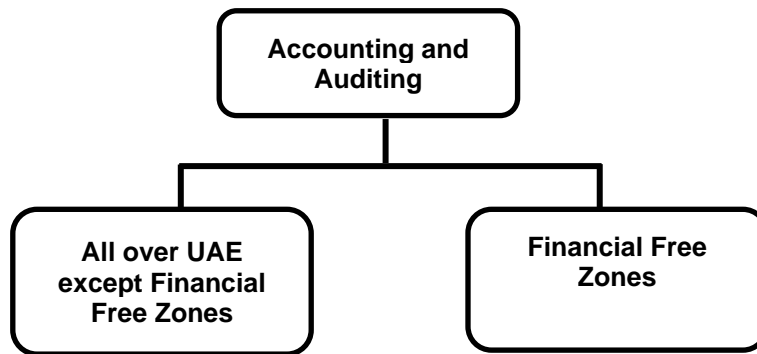 Accounting and
Auditing
All over UAE
except Financial
Free Zones
Financial Free
Zones